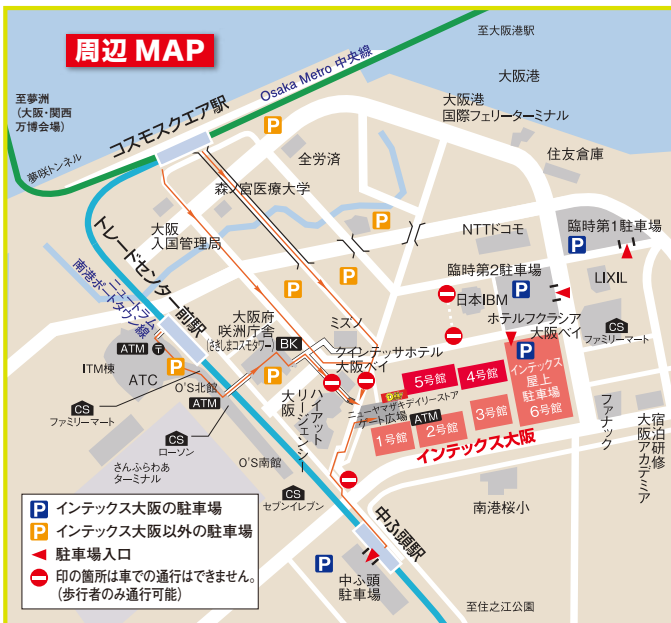 周辺 MAP
至大阪港駅
Osaka Metro 中央線
大阪港
至夢洲
(大阪・関西
万博会場)
コスモスクエア駅
P
大阪港
国際フェリーターミナル
夢咲トンネル
全労済
住友倉庫
森ノ宮医療大学
P
大阪
入国管理局
NTTドコモ
P
臨時第1駐車場
トレードセンター前駅
ニュートラム
南港ポートタウン線
P
P
臨時第2駐車場
P
LIXIL
日本IBM
大阪府
咲洲庁舎
(さきしまコスモタワー)
ミズノ
ホテルフクラシア
大阪ベイ
CS
ファミリーマート
BK
クインテッサホテル
大阪ベイ
ATM
〒
P
ITM棟
ATC
P
5号館
4号館
P
インテックス
屋上
駐車場
6号館
O'S北館
ATM
ハイアット
リージェンシー
大阪
ニューヤマザキデイリーストア
ゲート広場
ATM
1号館
2号館
3号館
インテックス大阪
ファナック
宿泊研修
大阪アカデミア
CS
ファミリーマート
CS
ローソン
さんふらわあ
ターミナル
O'S南館
CS
セブンイレブン
南港桜小
中ふ頭駅
P
中ふ頭
駐車場
至住之江公園
P インテックス大阪の駐車場
P インテックス大阪以外の駐車場
駐車場入口
印の箇所は車での通行はできません。
(歩行者のみ通行可能)